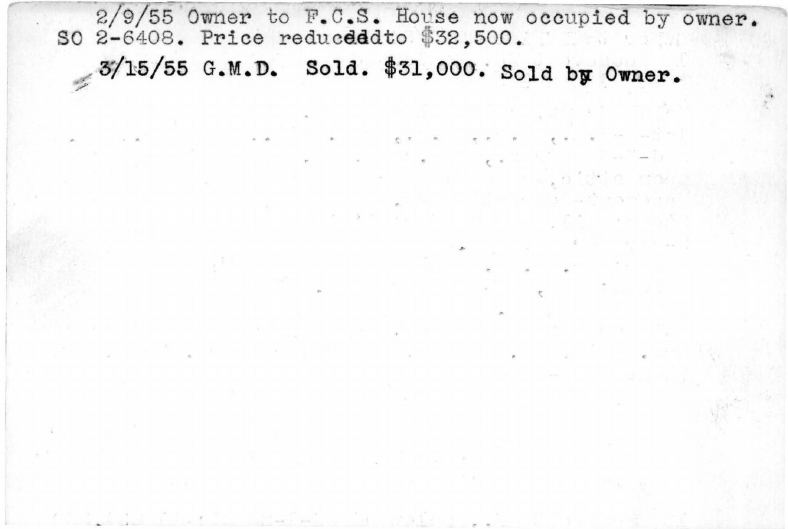 2/9/55 Owner to F.C.S. House now occupied by owner.
SO 2-6408. Price reduceddto $32,500.
3/15/55 G.M.D. Sold. $31,000. Sold by Owner.